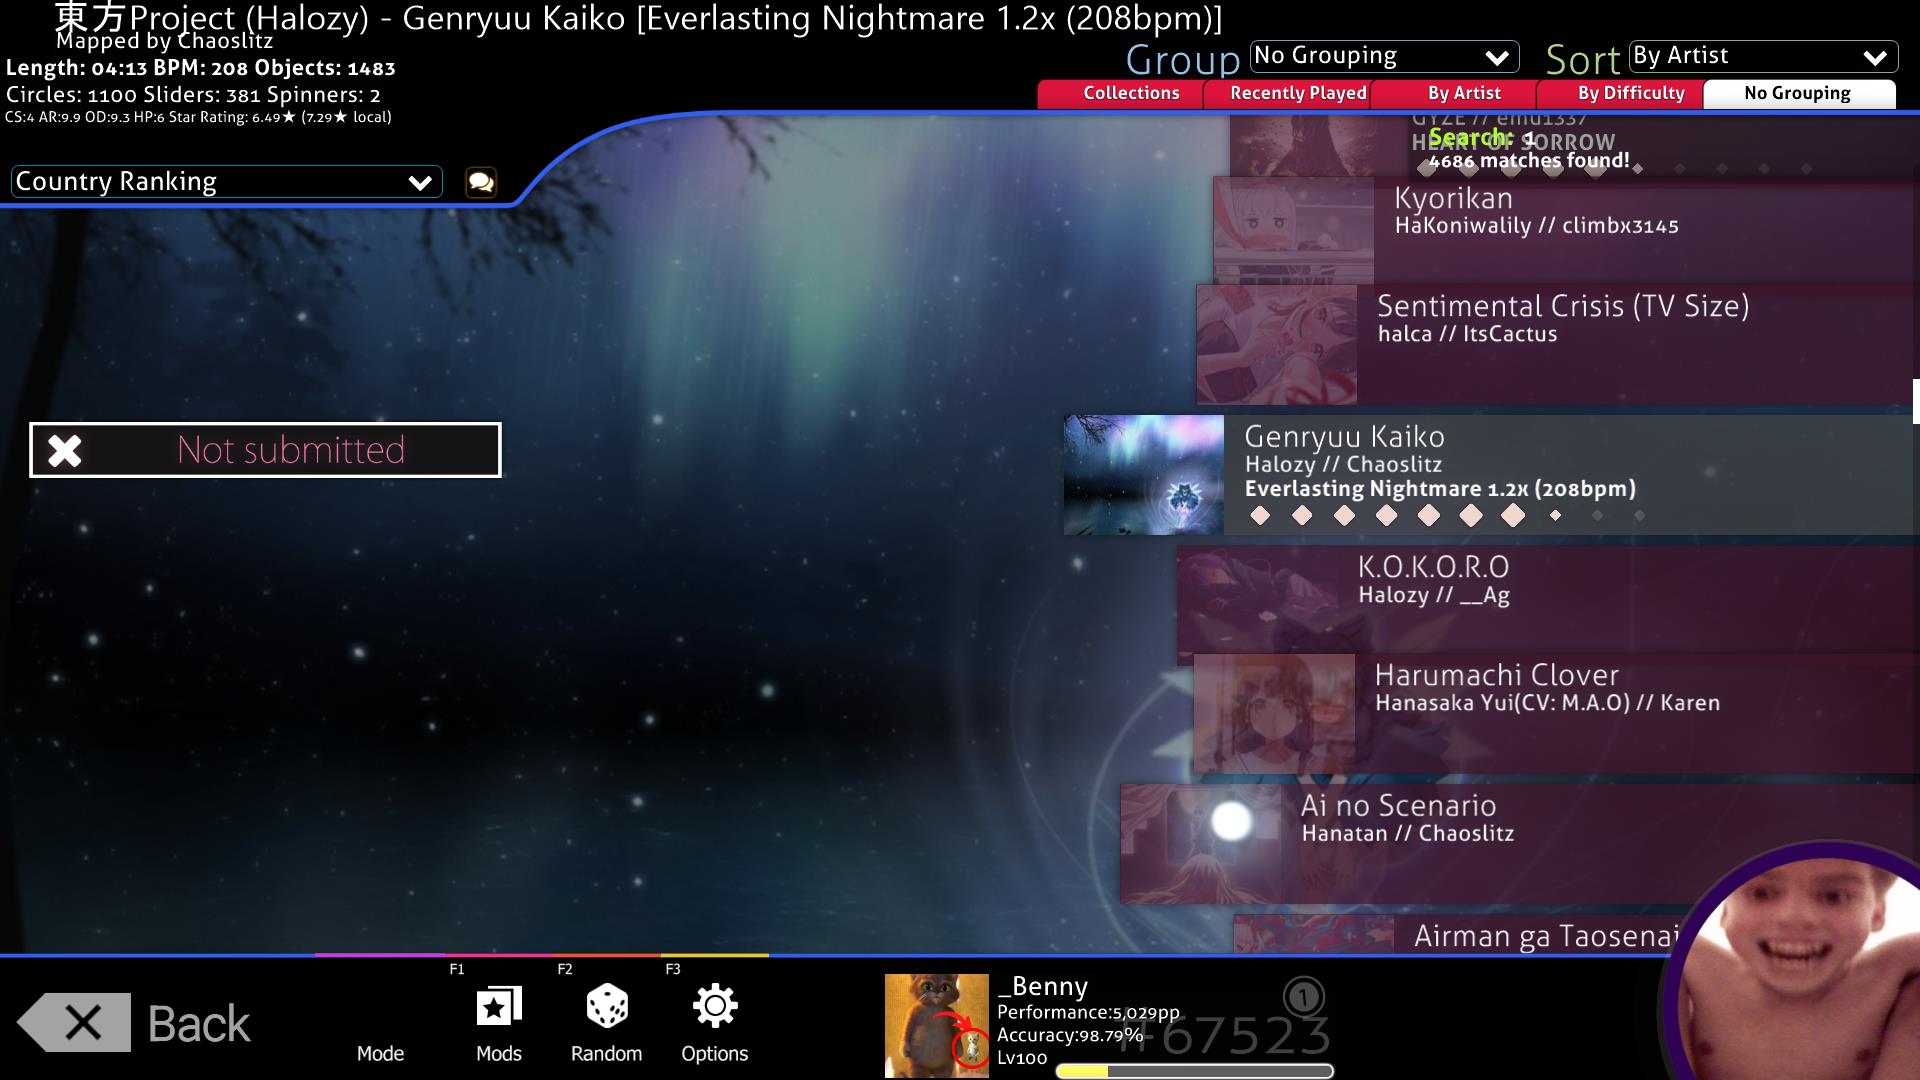 東方Project (Halozy) - Genryuu Kaiko [Everlasting Nightmare 1.2x (208bpm)]
Mapped by Chaoslitz
Length: 04:13 BPM: 208 Objects: 1483
Circles: 1100 Sliders: 381 Spinners: 2
CS:4 AR:9.9 OD:9.3 HP:6 Star Rating: 6.49★ (7.29★ local)
Group No Grouping Sort By Artist
Collections Recently Played By Artist By Difficulty No Grouping
Country Ranking
GYZE // emu1337
HEART OF SORROW
Search: 1
4686 matches found!
Kyorikan
HaKoniwalily // climbx3145
Sentimental Crisis (TV Size)
halca // ItsCactus
Not submitted
Genryuu Kaiko
Halozy // Chaoslitz
Everlasting Nightmare 1.2x (208bpm)
K.O.K.O.R.O
Halozy // __Ag
Harumachi Clover
Hanasaka Yui(CV: M.A.O) // Karen
Ai no Scenario
Hanatan // Chaoslitz
Airman ga Taosenai
Back
Mode
F1 Mods
F2 Random
F3 Options
_Benny
Performance:5,029pp
Accuracy:98.79%
Lv100
#67523
1